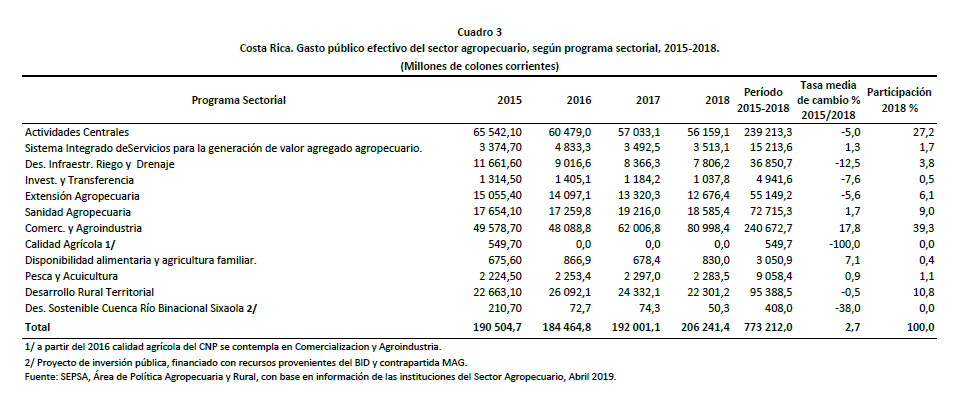 Cuadro 3
Costa Rica. Gasto público efectivo del sector agropecuario, según programa sectorial, 2015-2018.
(Millones de colones corrientes)
Programa Sectorial 2015 2016 2017 2018 Período 2015-2018 Tasa media de cambio % 2015/2018 Participación 2018 %
Actividades Centrales 65 542,10 60 479,0 57 033,1 56 159,1 239 213,3 -5,0 27,2
Sistema Integrado deServicios para la generación de valor agregado agropecuario. 3 374,70 4 833,3 3 492,5 3 513,1 15 213,6 1,3 1,7
Des. Infraestr. Riego y Drenaje 11 661,60 9 016,6 8 366,3 7 806,2 36 850,7 -12,5 3,8
Invest. y Transferencia 1 314,50 1 405,1 1 184,2 1 037,8 4 941,6 -7,6 0,5
Extensión Agropecuaria 15 055,40 14 097,1 13 320,3 12 676,4 55 149,2 -5,6 6,1
Sanidad Agropecuaria 17 654,10 17 259,8 19 216,0 18 585,4 72 715,3 1,7 9,0
Comerc. y Agroindustria 49 578,70 48 088,8 62 006,8 80 998,4 240 672,7 17,8 39,3
Calidad Agrícola 1/ 549,70 0,0 0,0 0,0 549,7 -100,0 0,0
Disponibilidad alimentaria y agricultura familiar. 675,60 866,9 678,4 830,0 3 050,9 7,1 0,4
Pesca y Acuicultura 2 224,50 2 253,4 2 297,0 2 283,5 9 058,4 0,9 1,1
Desarrollo Rural Territorial 22 663,10 26 092,1 24 332,1 22 301,2 95 388,5 -0,5 10,8
Des. Sostenible Cuenca Río Binacional Sixaola 2/ 210,70 72,7 74,3 50,3 408,0 -38,0 0,0
Total 190 504,7 184 464,8 192 001,1 206 241,4 773 212,0 2,7 100,0
1/ a partir del 2016 calidad agrícola del CNP se contempla en Comercializacion y Agroindustria.
2/ Proyecto de inversión pública, financiado con recursos provenientes del BID y contrapartida MAG.
Fuente: SEPSA, Área de Política Agropecuaria y Rural, con base en información de las instituciones del Sector Agropecuario, Abril 2019.